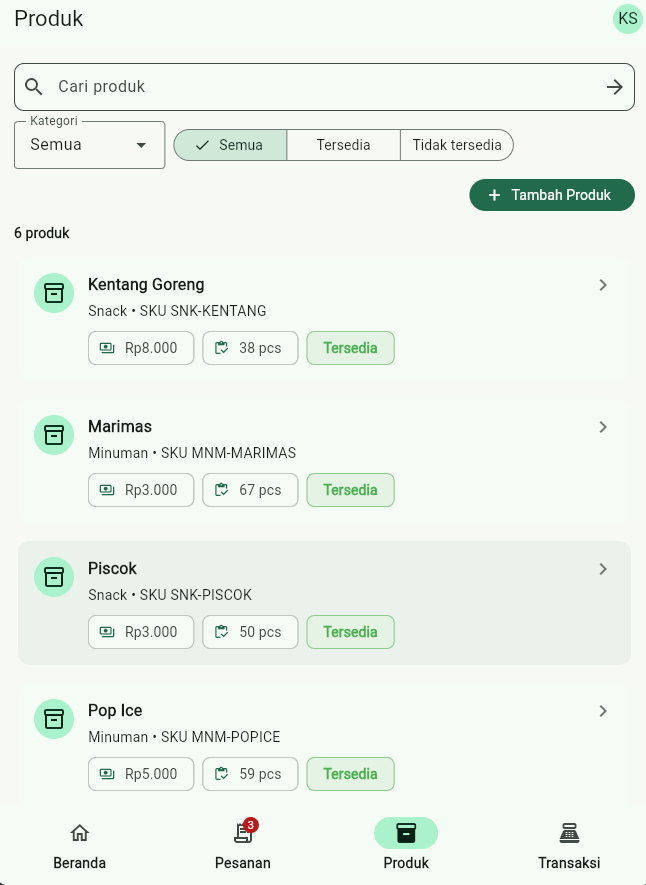 Produk
KS
Cari produk
Kategori
Semua
Semua
Tersedia
Tidak tersedia
Tambah Produk
6 produk
Kentang Goreng
Snack • SKU SNK-KENTANG
Rp8.000
38 pcs
Tersedia
Marimas
Minuman • SKU MNM-MARIMAS
Rp3.000
67 pcs
Tersedia
Piscok
Snack • SKU SNK-PISCOK
Rp3.000
50 pcs
Tersedia
Pop Ice
Minuman • SKU MNM-POPICE
Rp5.000
59 pcs
Tersedia
3
Beranda
Pesanan
Produk
Transaksi